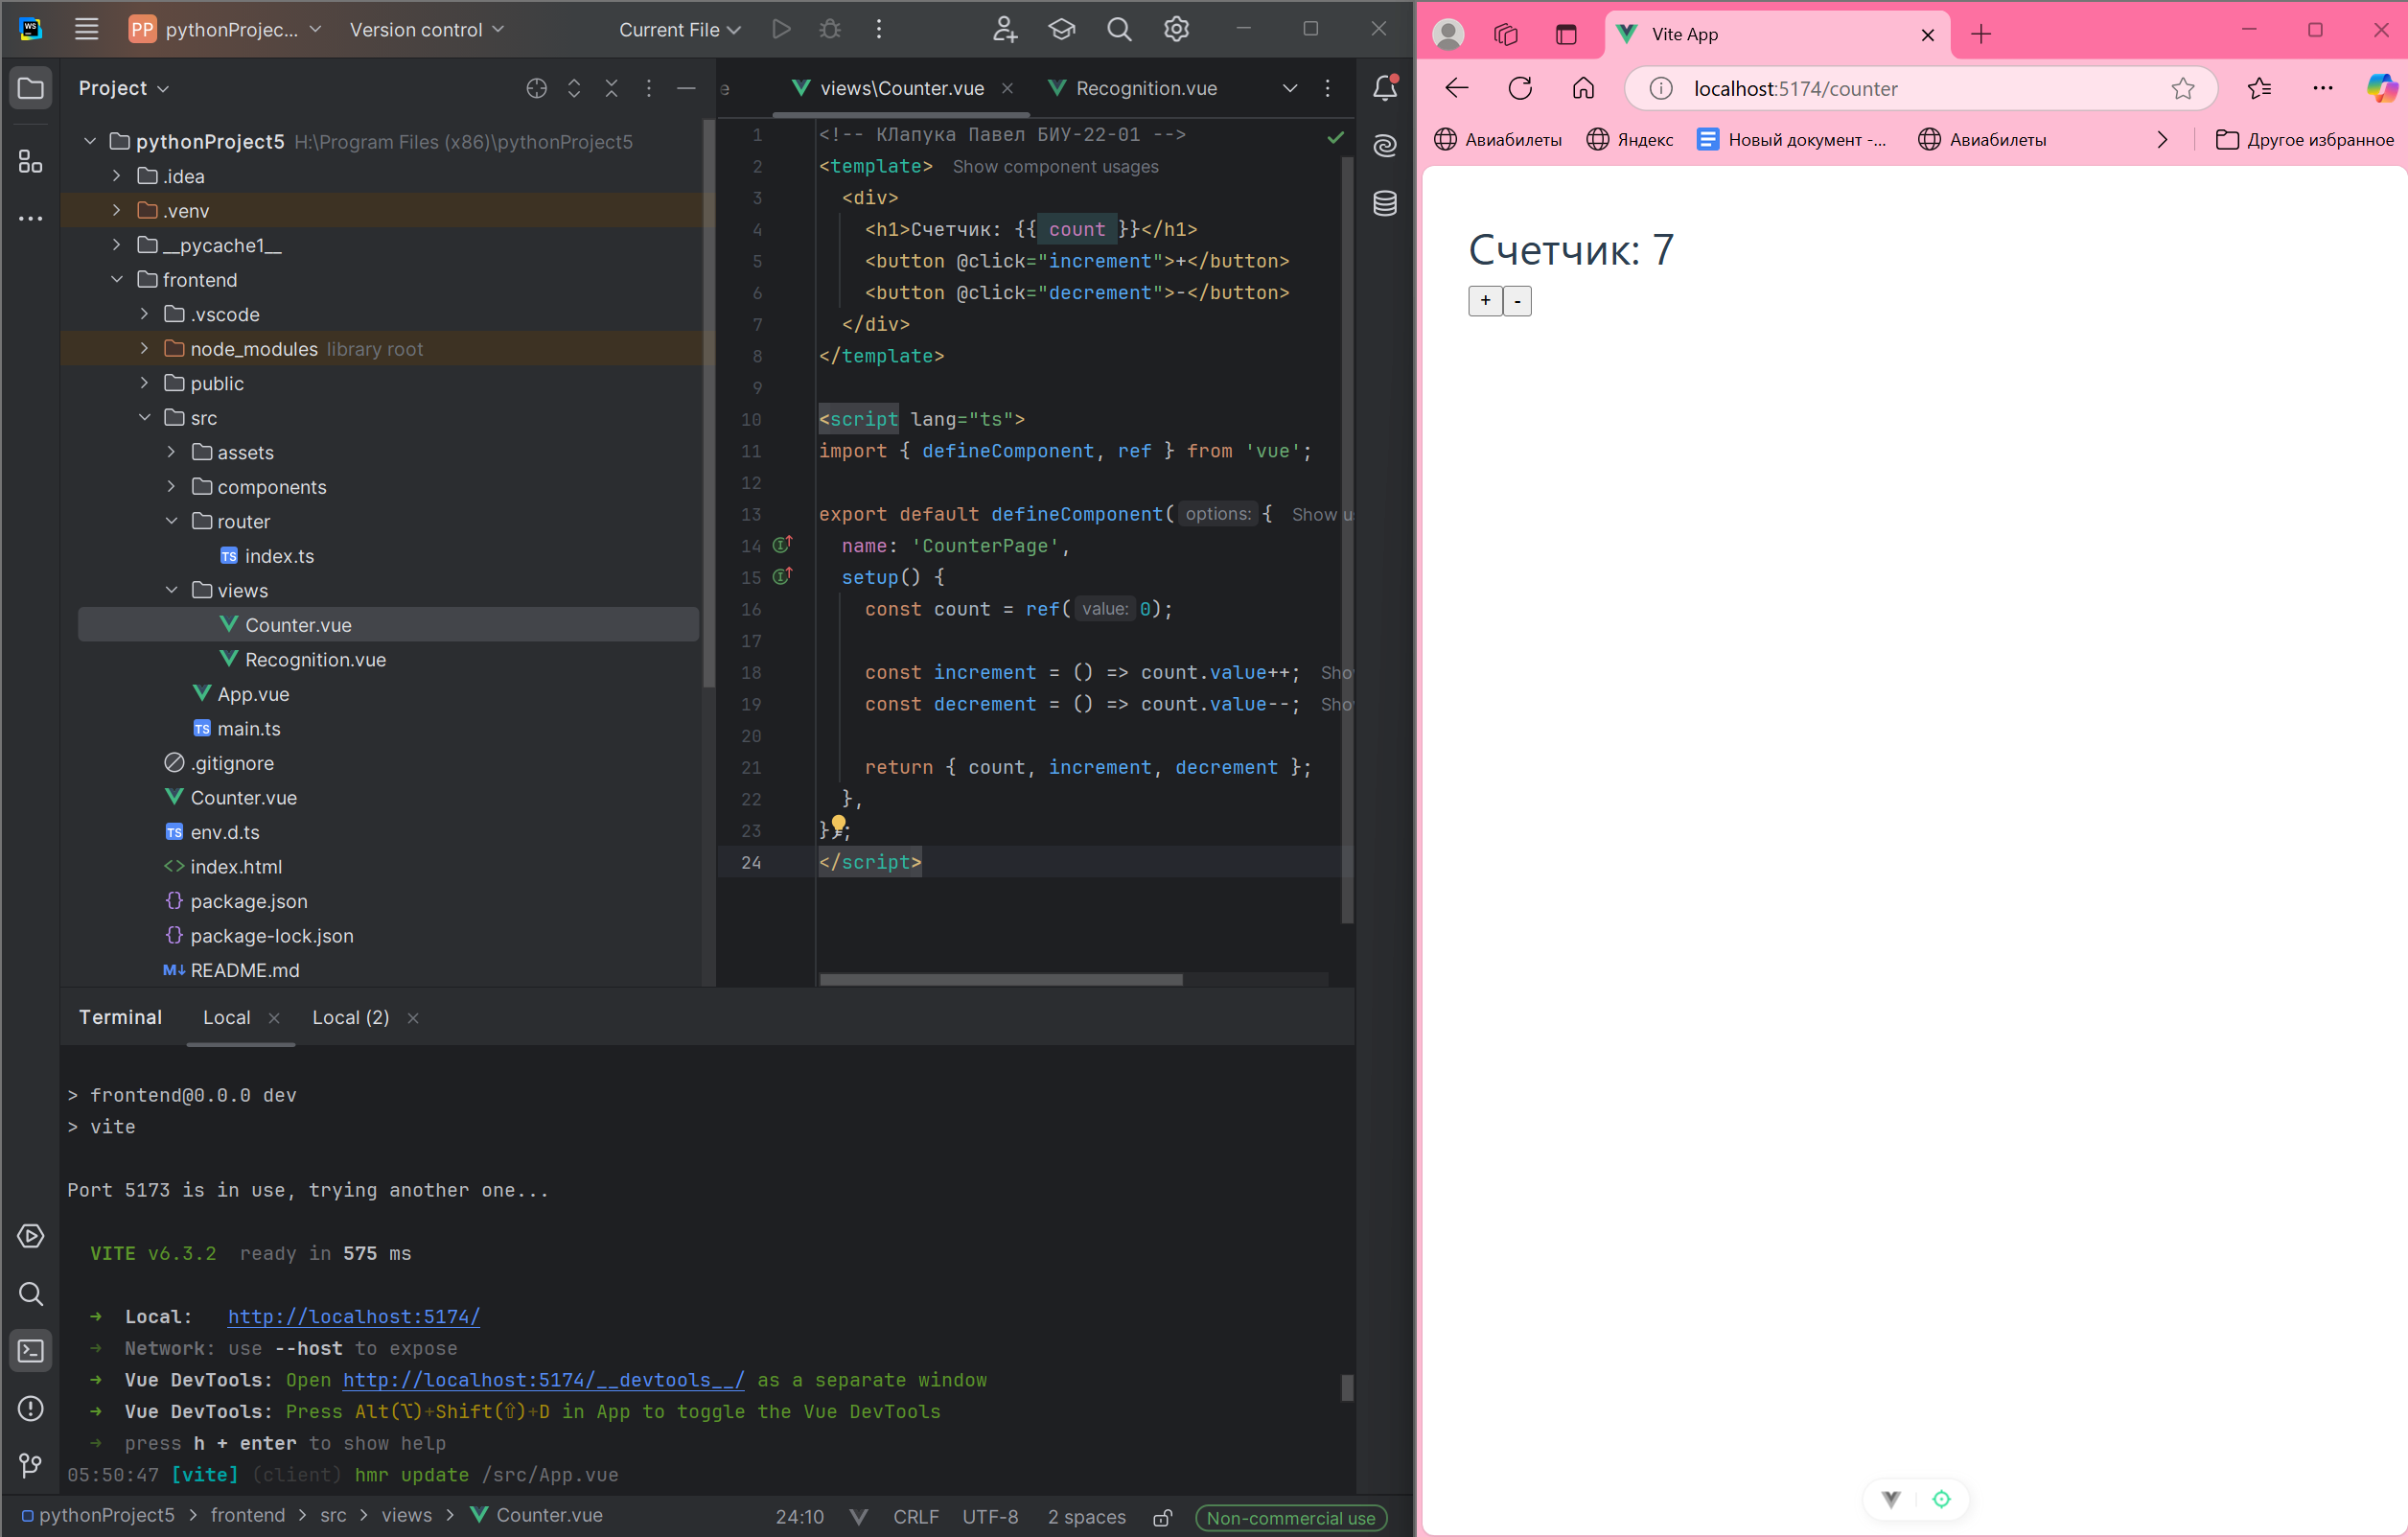 PP pythonProjec... Version control Current File
Project
pythonProject5 H:\Program Files (x86)\pythonProject5
.idea
.venv
__pycache1__
frontend
.vscode
node_modules library root
public
src
assets
components
router
TS index.ts
views
Counter.vue
Recognition.vue
App.vue
TS main.ts
.gitignore
Counter.vue
TS env.d.ts
<> index.html
{} package.json
{} package-lock.json
M↓ README.md
e views\Counter.vue Recognition.vue
1 <!-- КЛапука Павел БИУ-22-01 -->
2 <template> Show component usages
3 <div>
4 <h1>Счетчик: {{ count }}</h1>
5 <button @click="increment">+</button>
6 <button @click="decrement">-</button>
7 </div>
8 </template>
9
10 <script lang="ts">
11 import { defineComponent, ref } from 'vue';
12
13 export default defineComponent( options: { Show u
14 name: 'CounterPage',
15 setup() {
16 const count = ref( value: 0);
17
18 const increment = () => count.value++; Sho
19 const decrement = () => count.value--; Sho
20
21 return { count, increment, decrement };
22 },
23 });
24 </script>
Terminal Local Local (2)
> frontend@0.0.0 dev
> vite
Port 5173 is in use, trying another one...
VITE v6.3.2 ready in 575 ms
➜ Local: http://localhost:5174/
➜ Network: use --host to expose
➜ Vue DevTools: Open http://localhost:5174/__devtools__/ as a separate window
➜ Vue DevTools: Press Alt(⌥)+Shift(⇧)+D in App to toggle the Vue DevTools
➜ press h + enter to show help
05:50:47 [vite] (client) hmr update /src/App.vue
pythonProject5 > frontend > src > views > Counter.vue 24:10 CRLF UTF-8 2 spaces Non-commercial use
Vite App
localhost:5174/counter
Авиабилеты Яндекс Новый документ -... Авиабилеты Другое избранное
Счетчик: 7
+ -